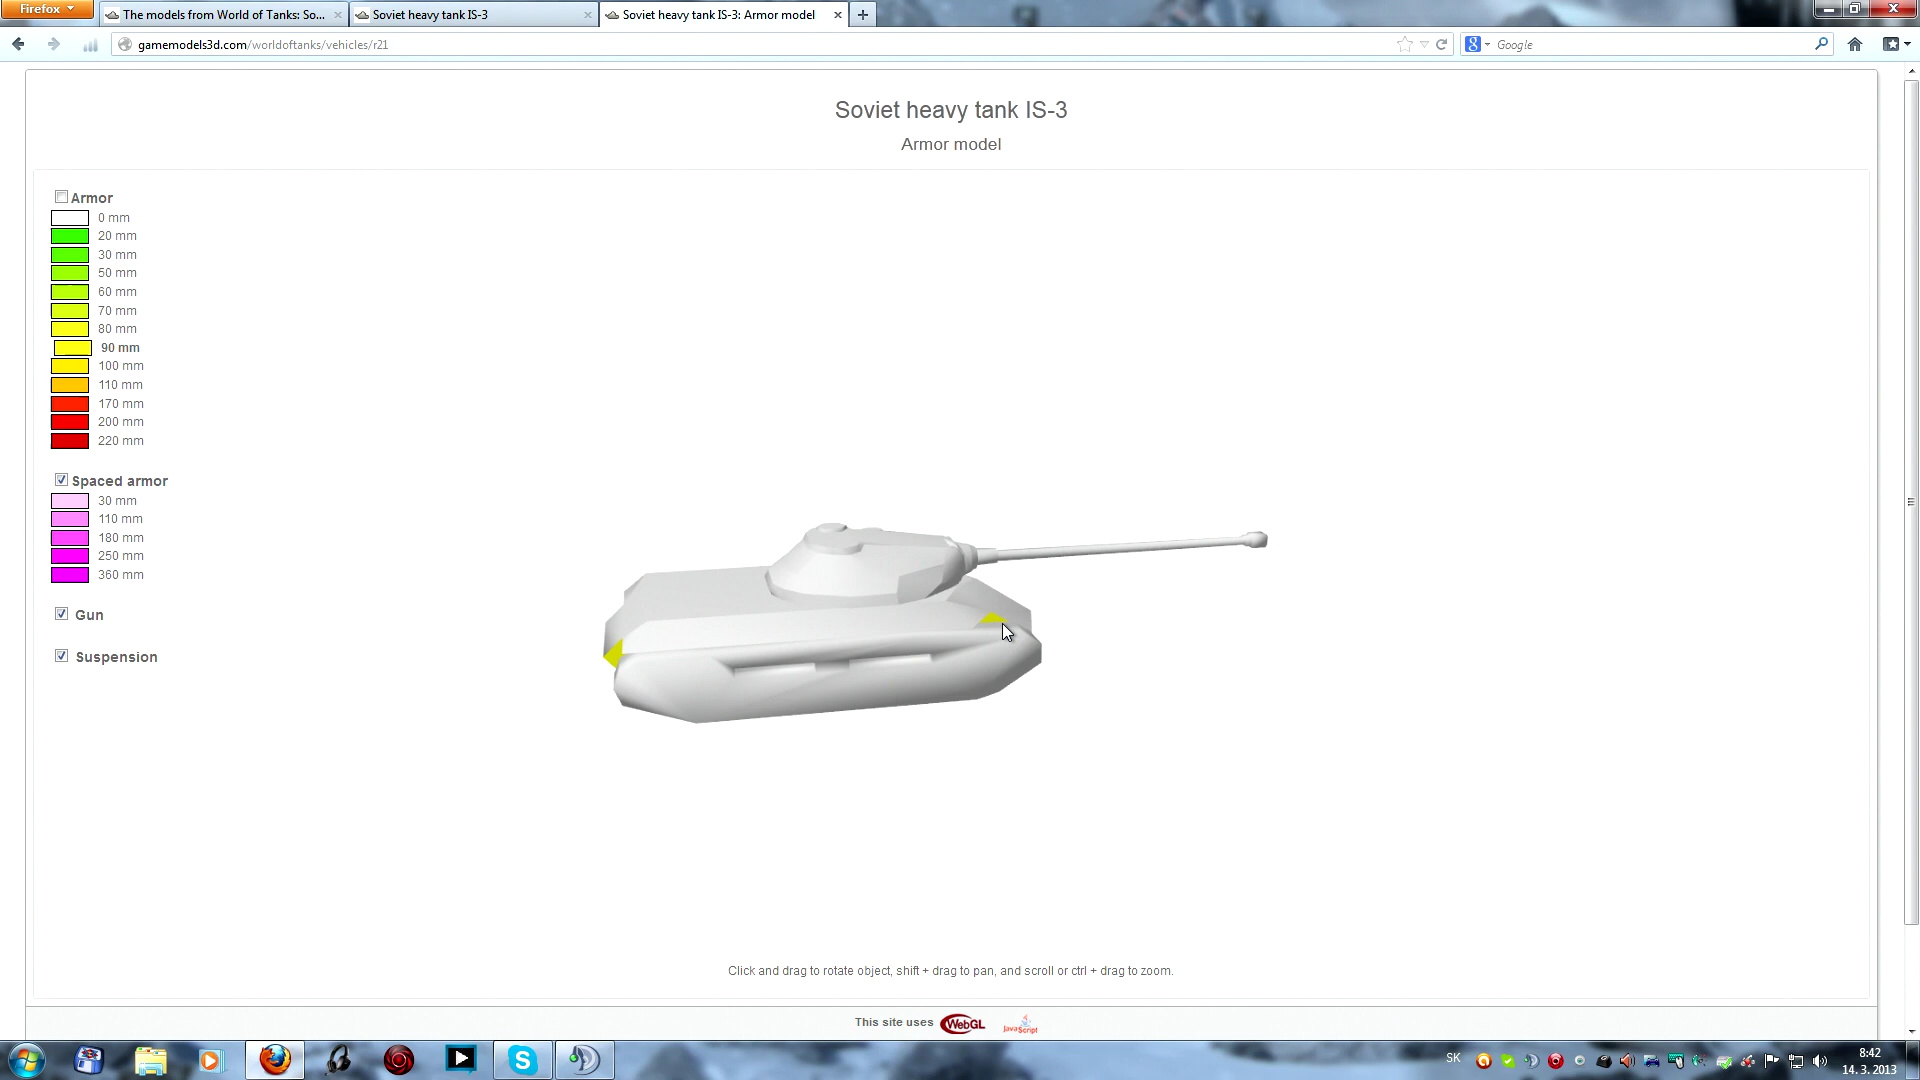 Firefox
The models from World of Tanks: So...
Soviet heavy tank IS-3
Soviet heavy tank IS-3: Armor model
gamemodels3d.com/worldoftanks/vehicles/r21
Google
Soviet heavy tank IS-3
Armor model
Armor
0 mm
20 mm
30 mm
50 mm
60 mm
70 mm
80 mm
90 mm
100 mm
110 mm
170 mm
200 mm
220 mm
Spaced armor
30 mm
110 mm
180 mm
250 mm
360 mm
Gun
Suspension
Click and drag to rotate object, shift + drag to pan, and scroll or ctrl + drag to zoom.
This site uses WebGL JavaScript
SK
8:42
14. 3. 2013